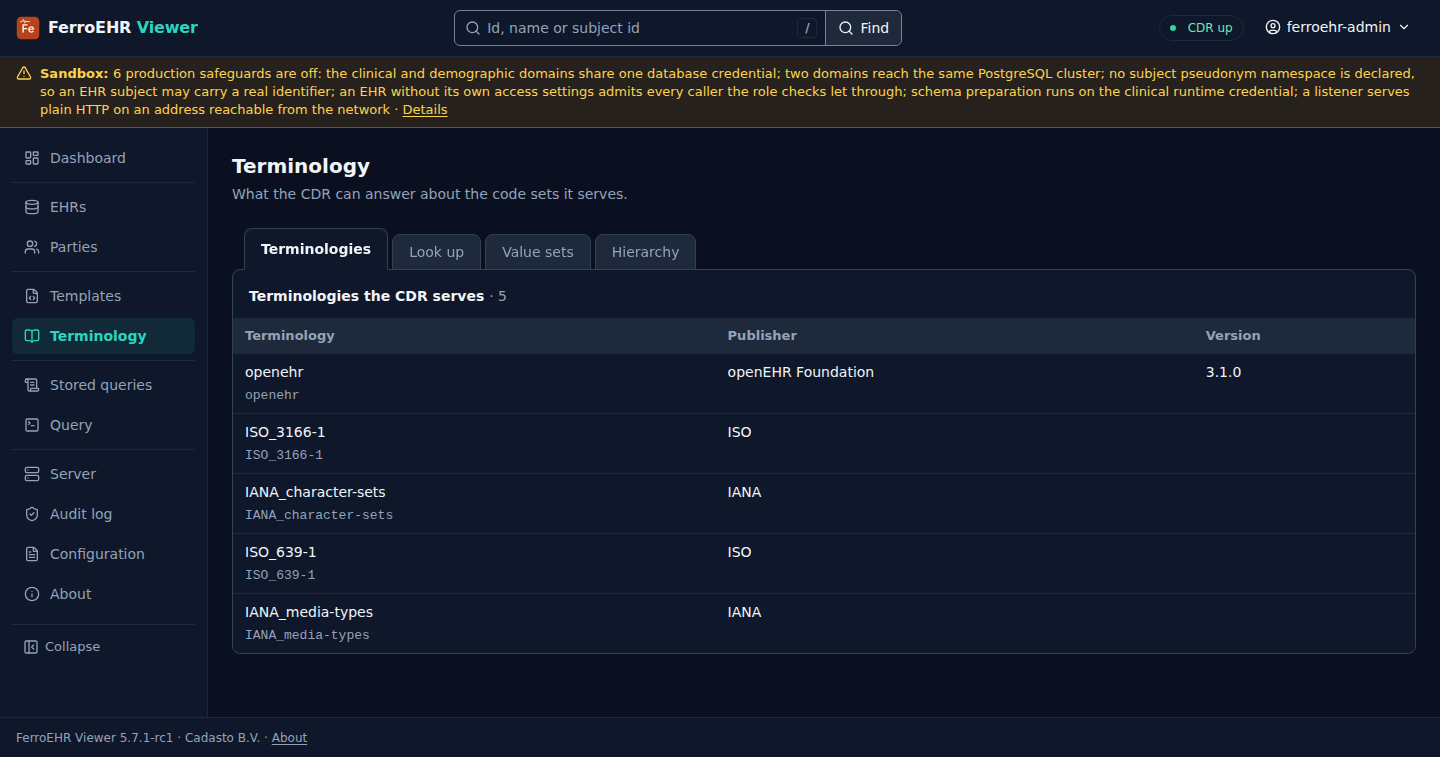 FerroEHR Viewer
Id, name or subject id
/
Find
CDR up
ferroehr-admin
Sandbox: 6 production safeguards are off: the clinical and demographic domains share one database credential; two domains reach the same PostgreSQL cluster; no subject pseudonym namespace is declared,
so an EHR subject may carry a real identifier; an EHR without its own access settings admits every caller the role checks let through; schema preparation runs on the clinical runtime credential; a listener serves
plain HTTP on an address reachable from the network · Details
Dashboard
EHRs
Parties
Templates
Terminology
Stored queries
Query
Server
Audit log
Configuration
About
Collapse
Terminology
What the CDR can answer about the code sets it serves.
Terminologies
Look up
Value sets
Hierarchy
Terminologies the CDR serves · 5
Terminology Publisher Version
openehr openEHR Foundation 3.1.0
openehr
ISO_3166-1 ISO
ISO_3166-1
IANA_character-sets IANA
IANA_character-sets
ISO_639-1 ISO
ISO_639-1
IANA_media-types IANA
IANA_media-types
FerroEHR Viewer 5.7.1-rc1 · Cadasto B.V. · About